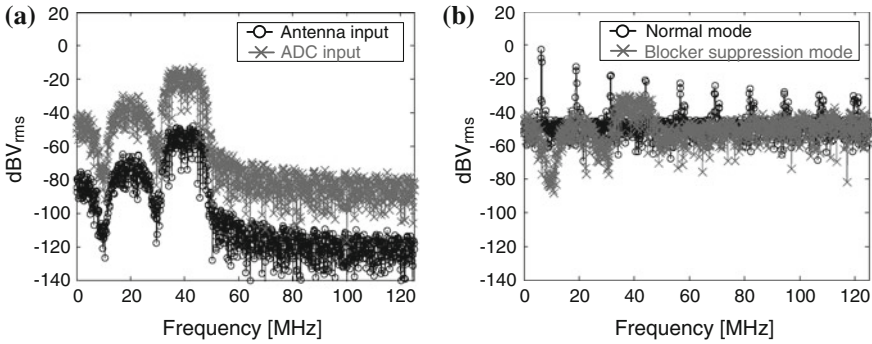 (a)
Antenna input
ADC input
20
0
-20
-40
-60
-80
-100
-120
-140
dBVrms
0 20 40 60 80 100 120
Frequency [MHz]
(b)
Normal mode
Blocker suppression mode
20
0
-20
-40
-60
-80
-100
-120
-140
dBVrms
0 20 40 60 80 100 120
Frequency [MHz]